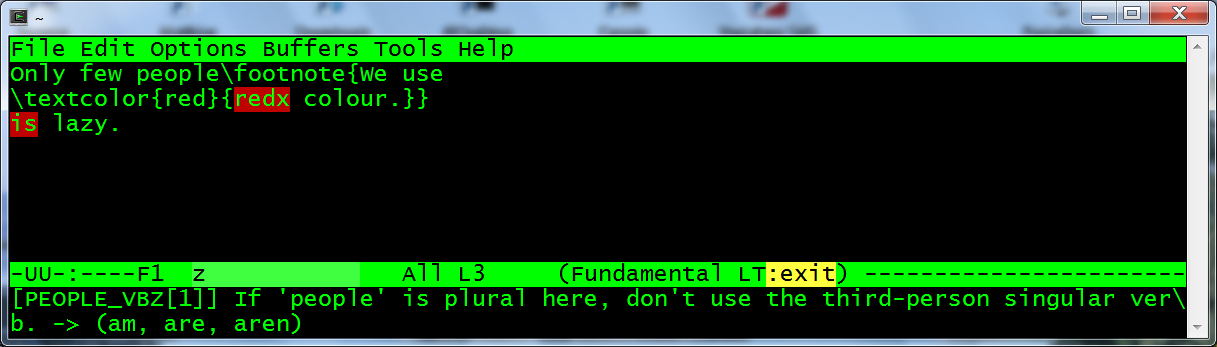 ~
File Edit Options Buffers Tools Help
Only few people\footnote{We use
\textcolor{red}{redx colour.}}
is lazy.
-UU-:----F1  z            All L3     (Fundamental LT:exit) -----------------------
[PEOPLE_VBZ[1]] If 'people' is plural here, don't use the third-person singular ver\
b. -> (am, are, aren)